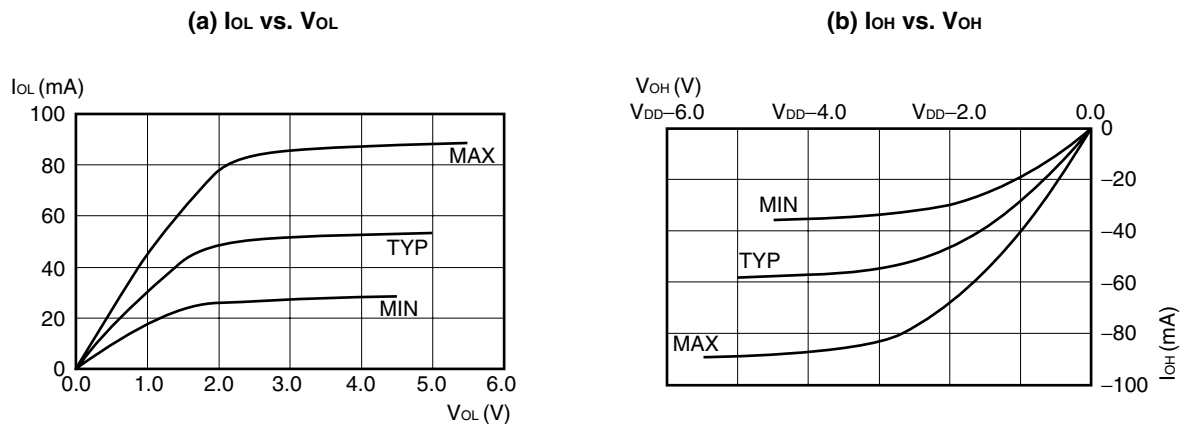 (a) IOL vs. VOL
IOL (mA)
100
80
60
40
20
0
MAX
TYP
MIN
0.0 1.0 2.0 3.0 4.0 5.0 6.0
VOL (V)
(b) IOH vs. VOH
VOH (V)
VDD–6.0 VDD–4.0 VDD–2.0 0.0
0
–20
–40
–60
–80
–100
MIN
TYP
MAX
IOH (mA)